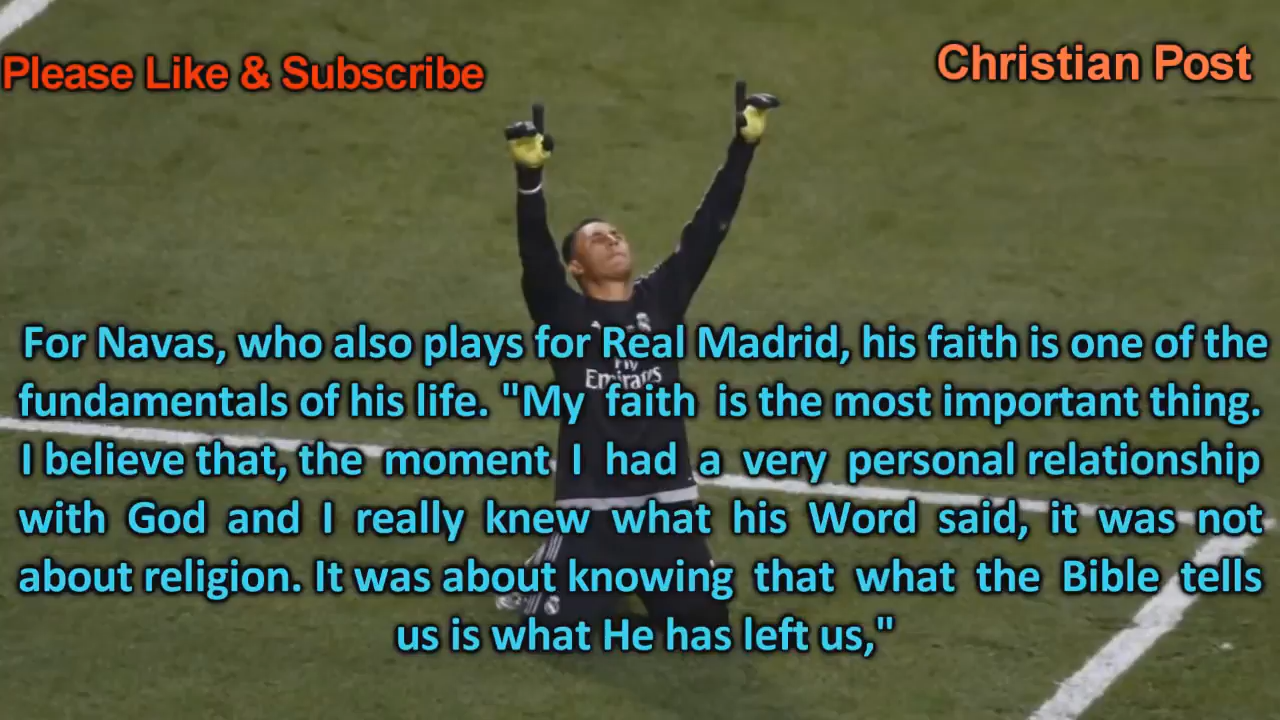 Please Like & Subscribe
Christian Post
For Navas, who also plays for Real Madrid, his faith is one of the
fundamentals of his life. "My faith is the most important thing.
I believe that, the moment I had a very personal relationship
with God and I really knew what his Word said, it was not
about religion. It was about knowing that what the Bible tells
us is what He has left us,"
Fly
Emirates